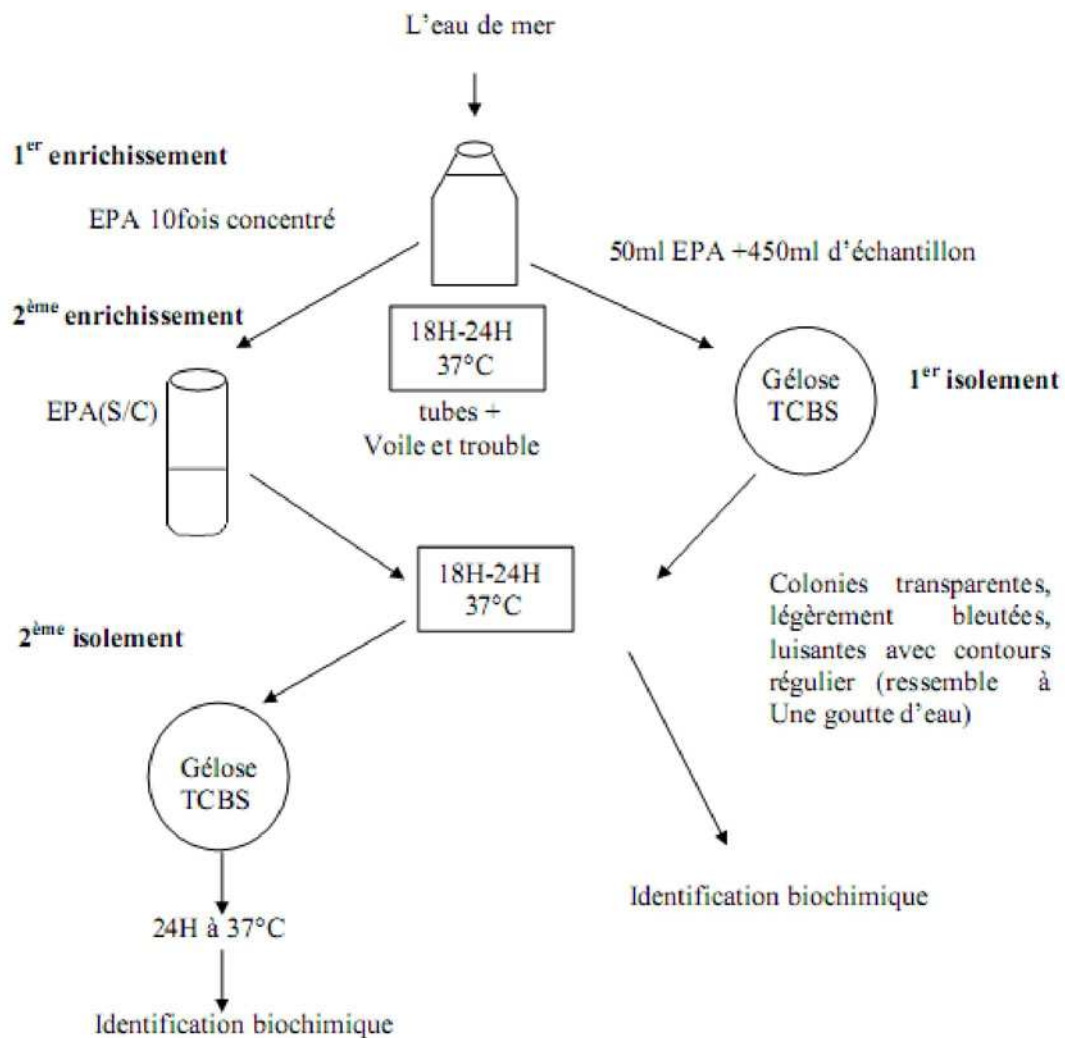 L'eau de mer
1er enrichissement
EPA 10fois concentré
50ml EPA +450ml d'échantillon
2ème enrichissement
18H-24H
37°C
EPA(S/C)
Gélose
TCBS
1er isolement
tubes +
Voile et trouble
18H-24H
37°C
Colonies transparentes,
légèrement bleutées,
luisantes avec contours
régulier (ressemble à
Une goutte d'eau)
2ème isolement
Gélose
TCBS
Identification biochimique
24H à 37°C
Identification biochimique